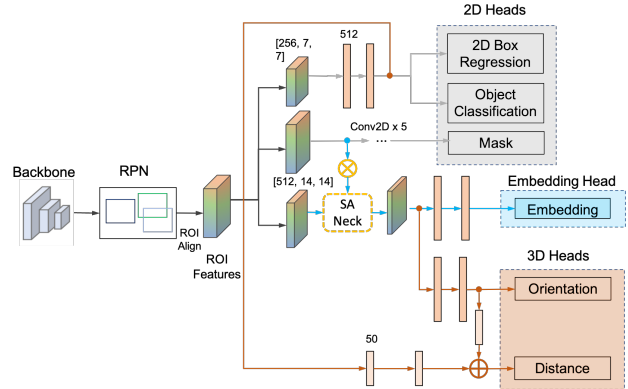 2D Heads
[256, 7,
7]
512
2D Box
Regression
Object
Classification
Conv2D x 5
...
Mask
Backbone
RPN
[512, 14, 14]
SA
Neck
Embedding Head
Embedding
ROI
Align
ROI
Features
3D Heads
Orientation
50
Distance